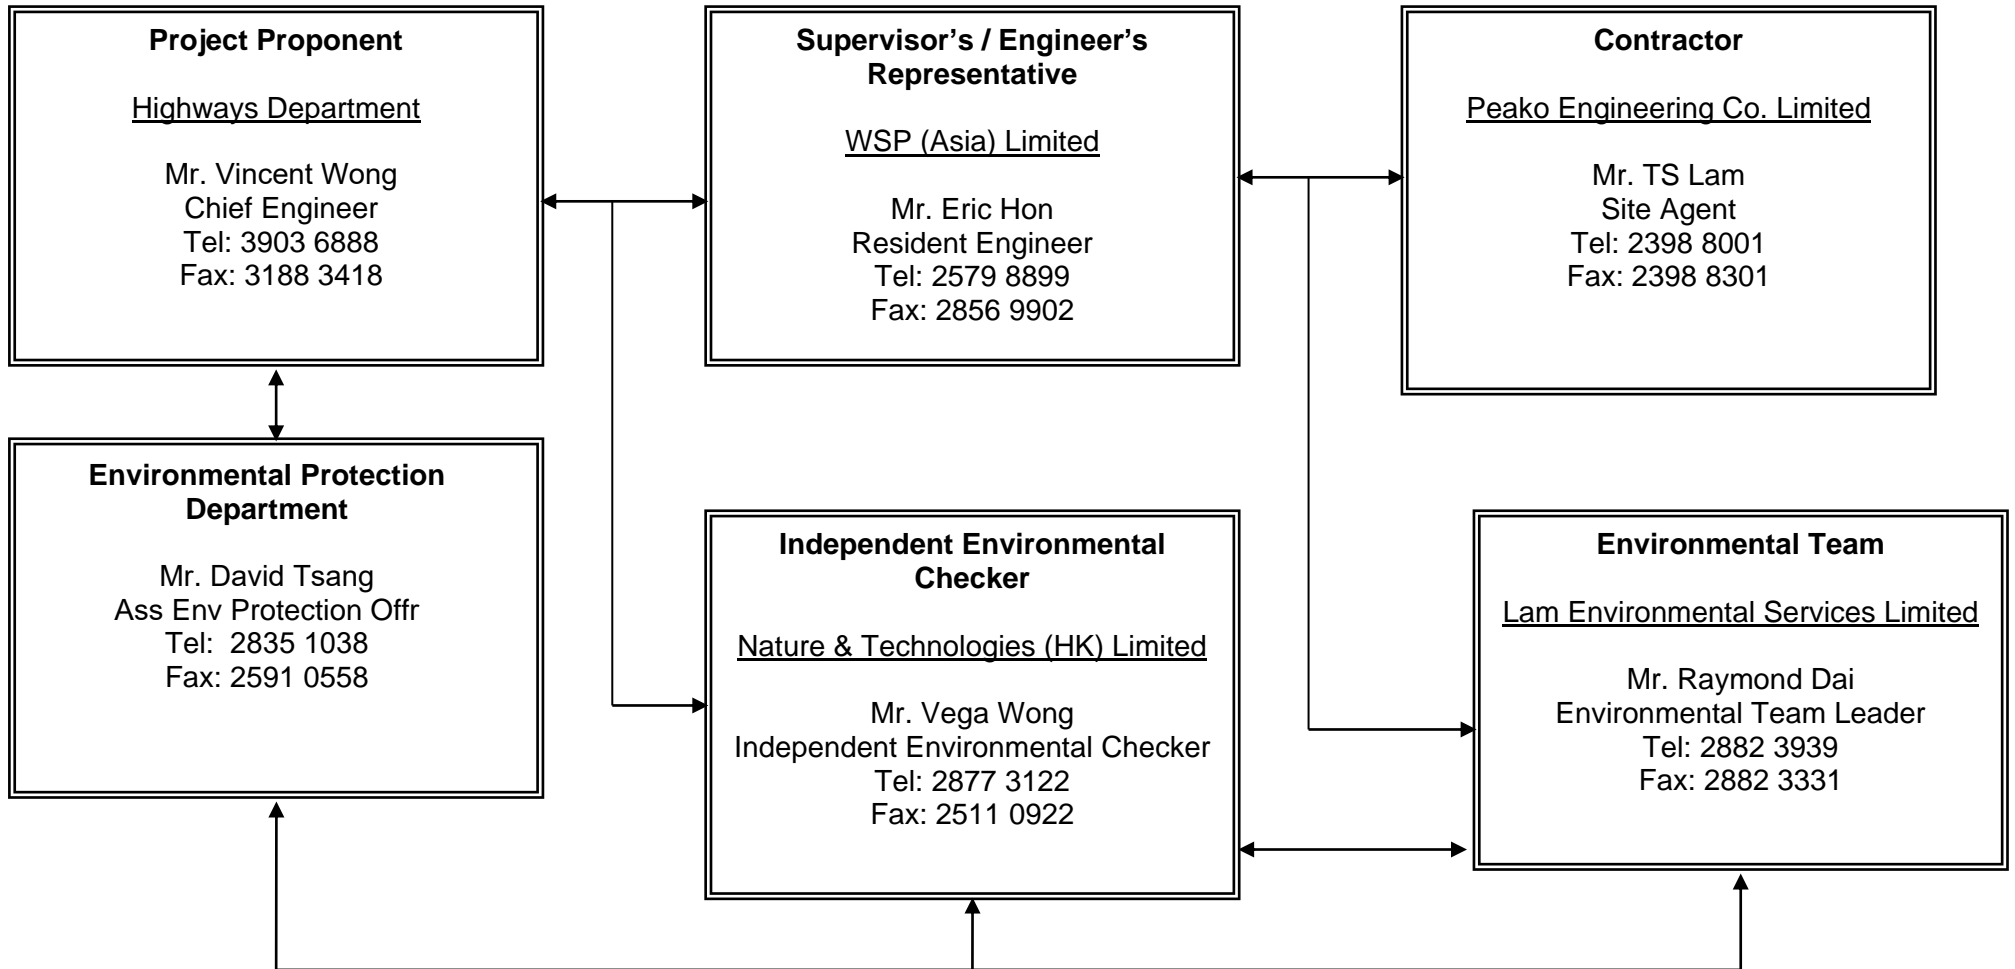 Project Proponent
Highways Department
Mr. Vincent Wong
Chief Engineer
Tel: 3903 6888
Fax: 3188 3418
Supervisor’s / Engineer’s
Representative
WSP (Asia) Limited
Mr. Eric Hon
Resident Engineer
Tel: 2579 8899
Fax: 2856 9902
Contractor
Peako Engineering Co. Limited
Mr. TS Lam
Site Agent
Tel: 2398 8001
Fax: 2398 8301
Environmental Protection
Department
Mr. David Tsang
Ass Env Protection Offr
Tel:  2835 1038
Fax: 2591 0558
Independent Environmental
Checker
Nature & Technologies (HK) Limited
Mr. Vega Wong
Independent Environmental Checker
Tel: 2877 3122
Fax: 2511 0922
Environmental Team
Lam Environmental Services Limited
Mr. Raymond Dai
Environmental Team Leader
Tel: 2882 3939
Fax: 2882 3331